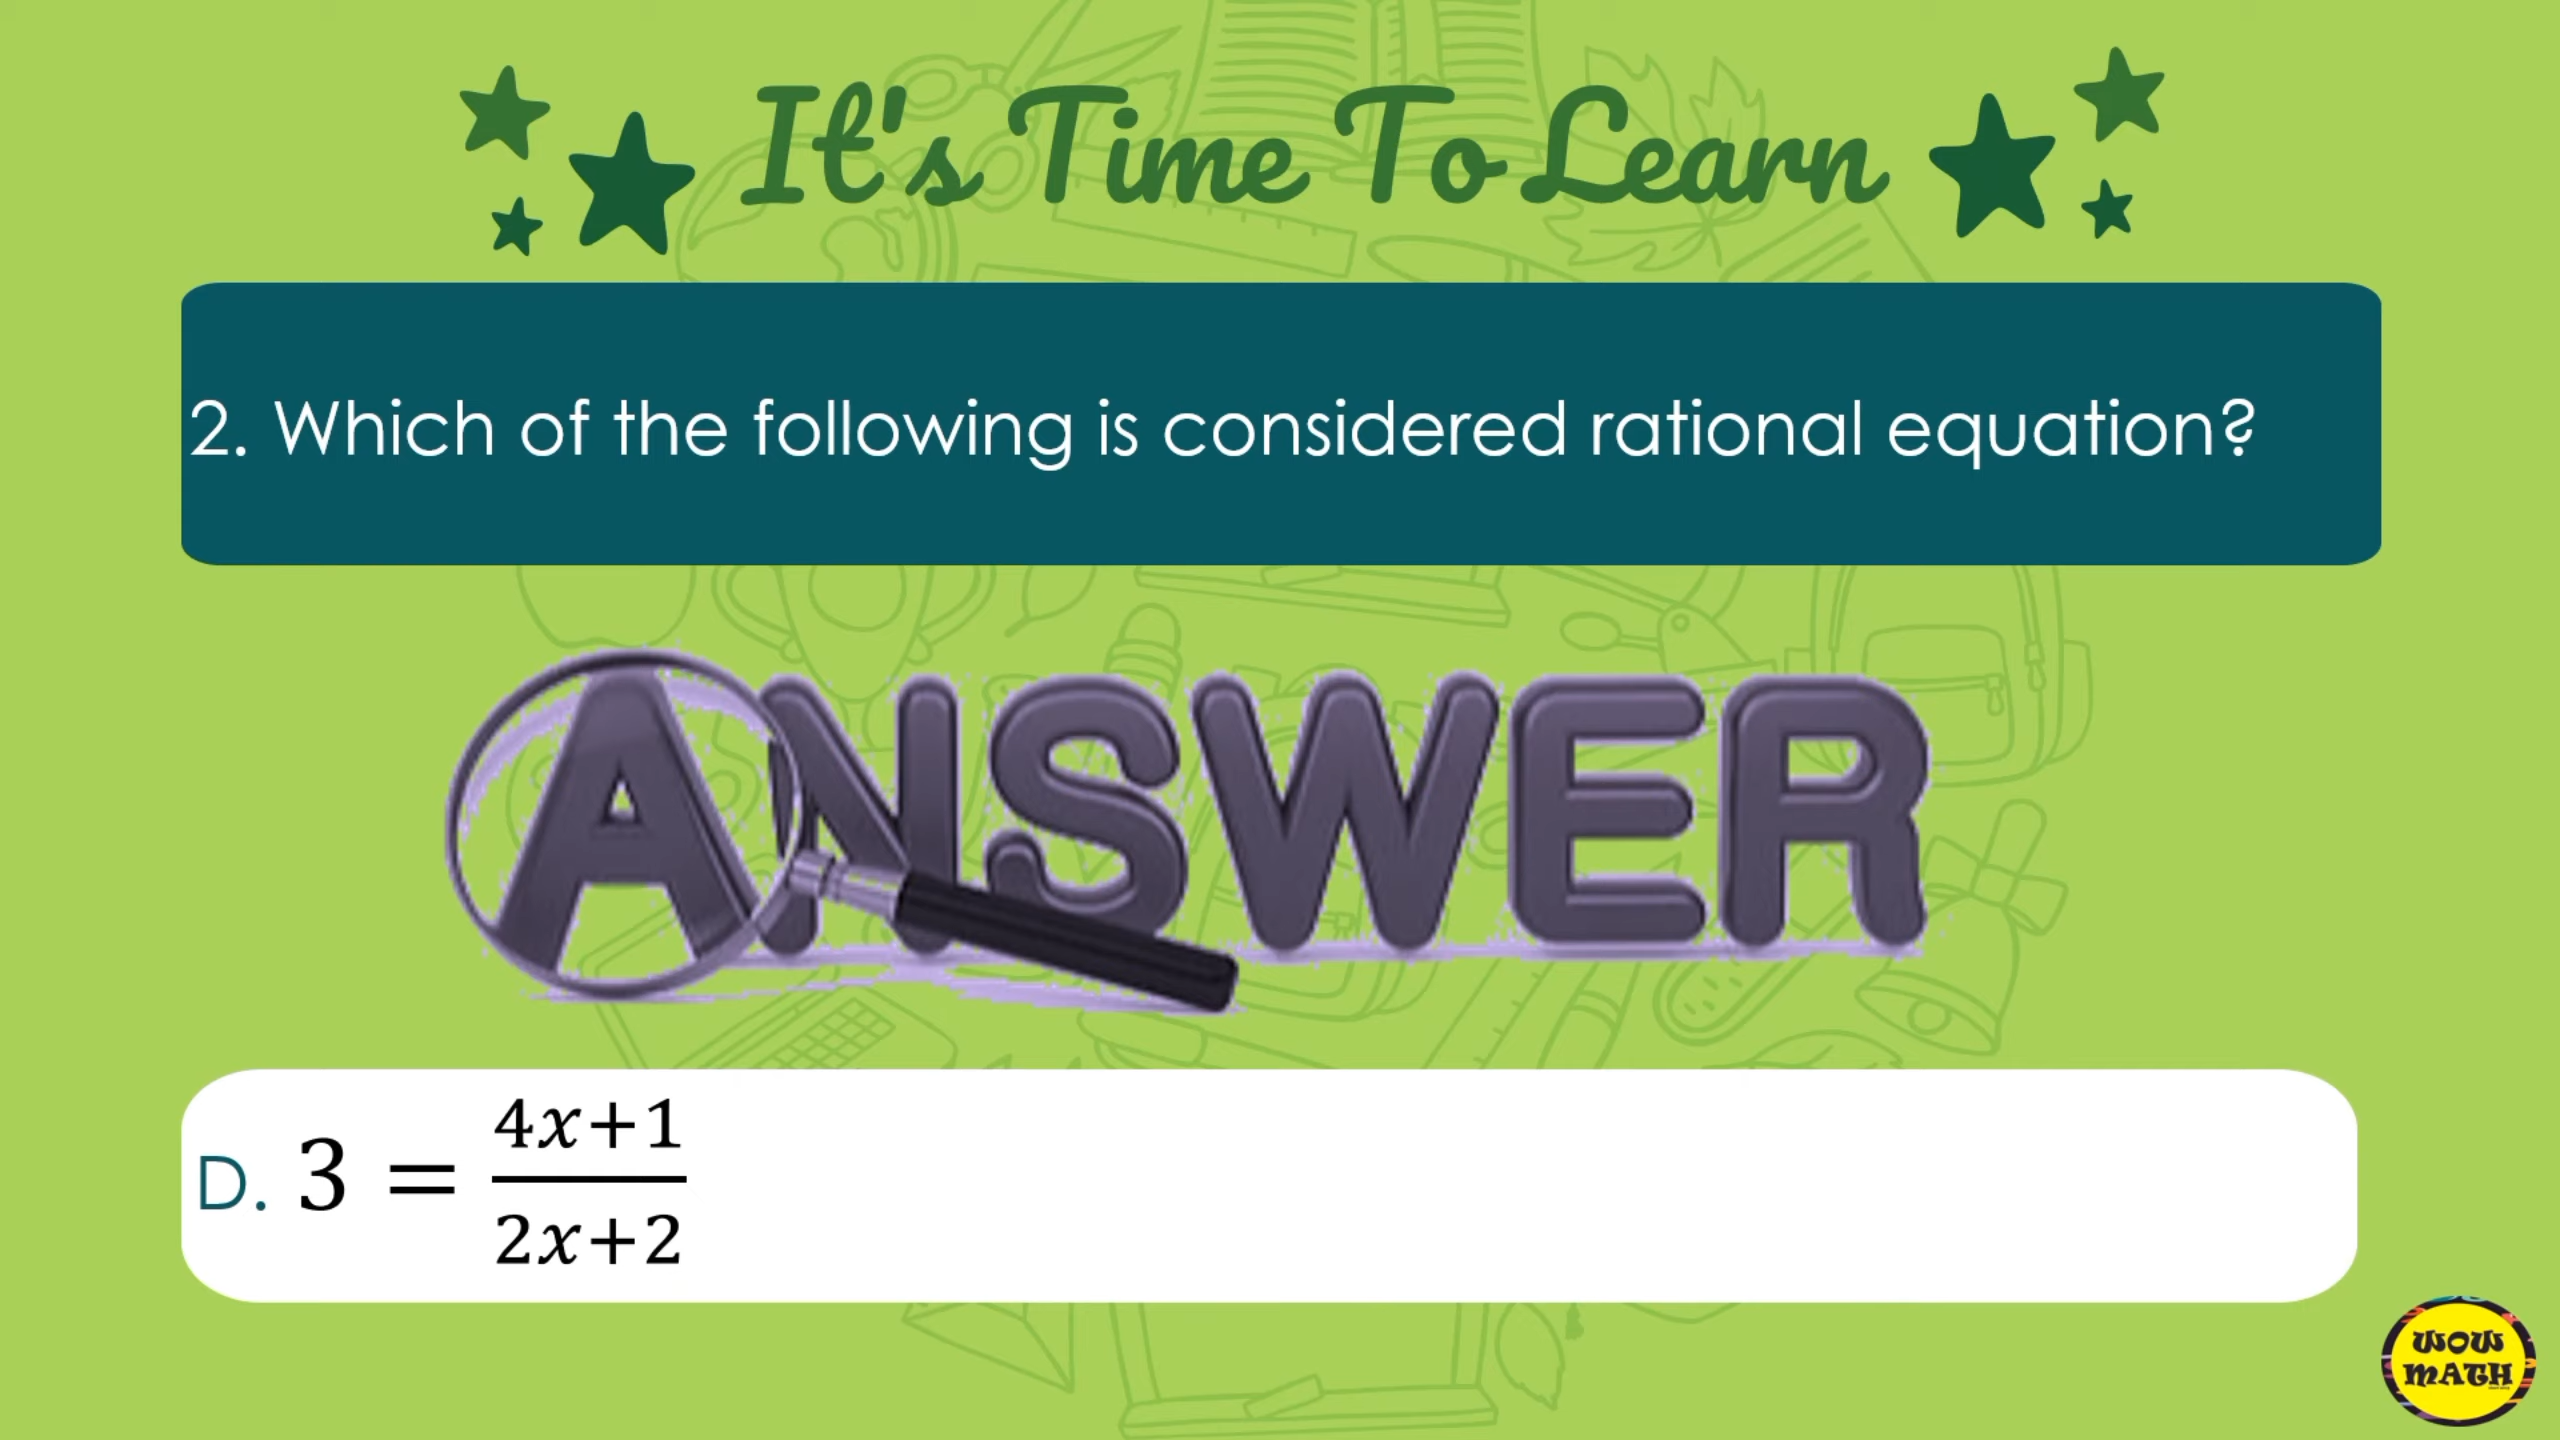 It's Time To Learn
2. Which of the following is considered rational equation?
ANSWER
D. 3 = \frac{4x+1}{2x+2}
WOW
MATH